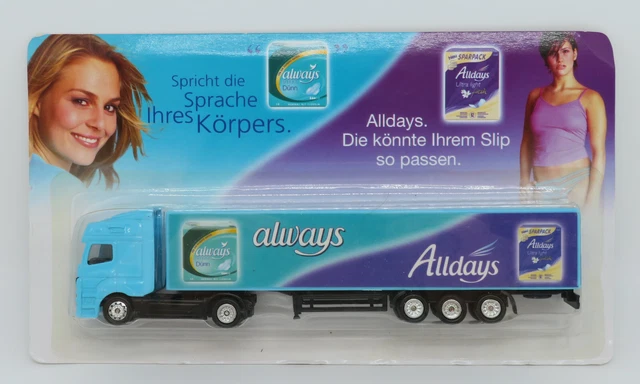 Spricht die
Sprache
Ihres Körpers.
always
Dünn
SPARPACK
Alldays
Ultra light
Alldays.
Die könnte Ihrem Slip
so passen.
Dünn
always
Alldays
SPARPACK
Alldays